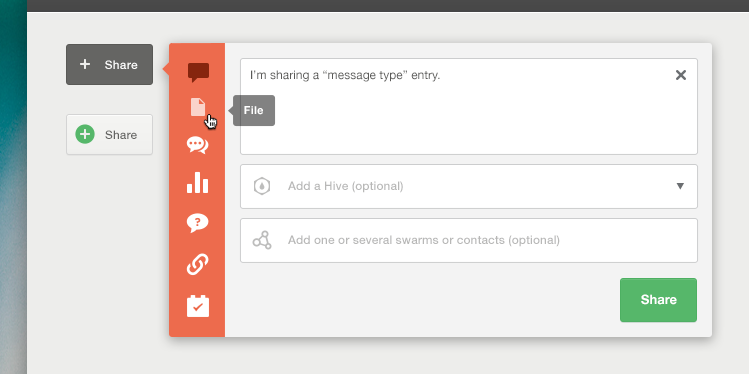 Share
Share
I'm sharing a “message type” entry.
File
Add a Hive (optional)
Add one or several swarms or contacts (optional)
Share